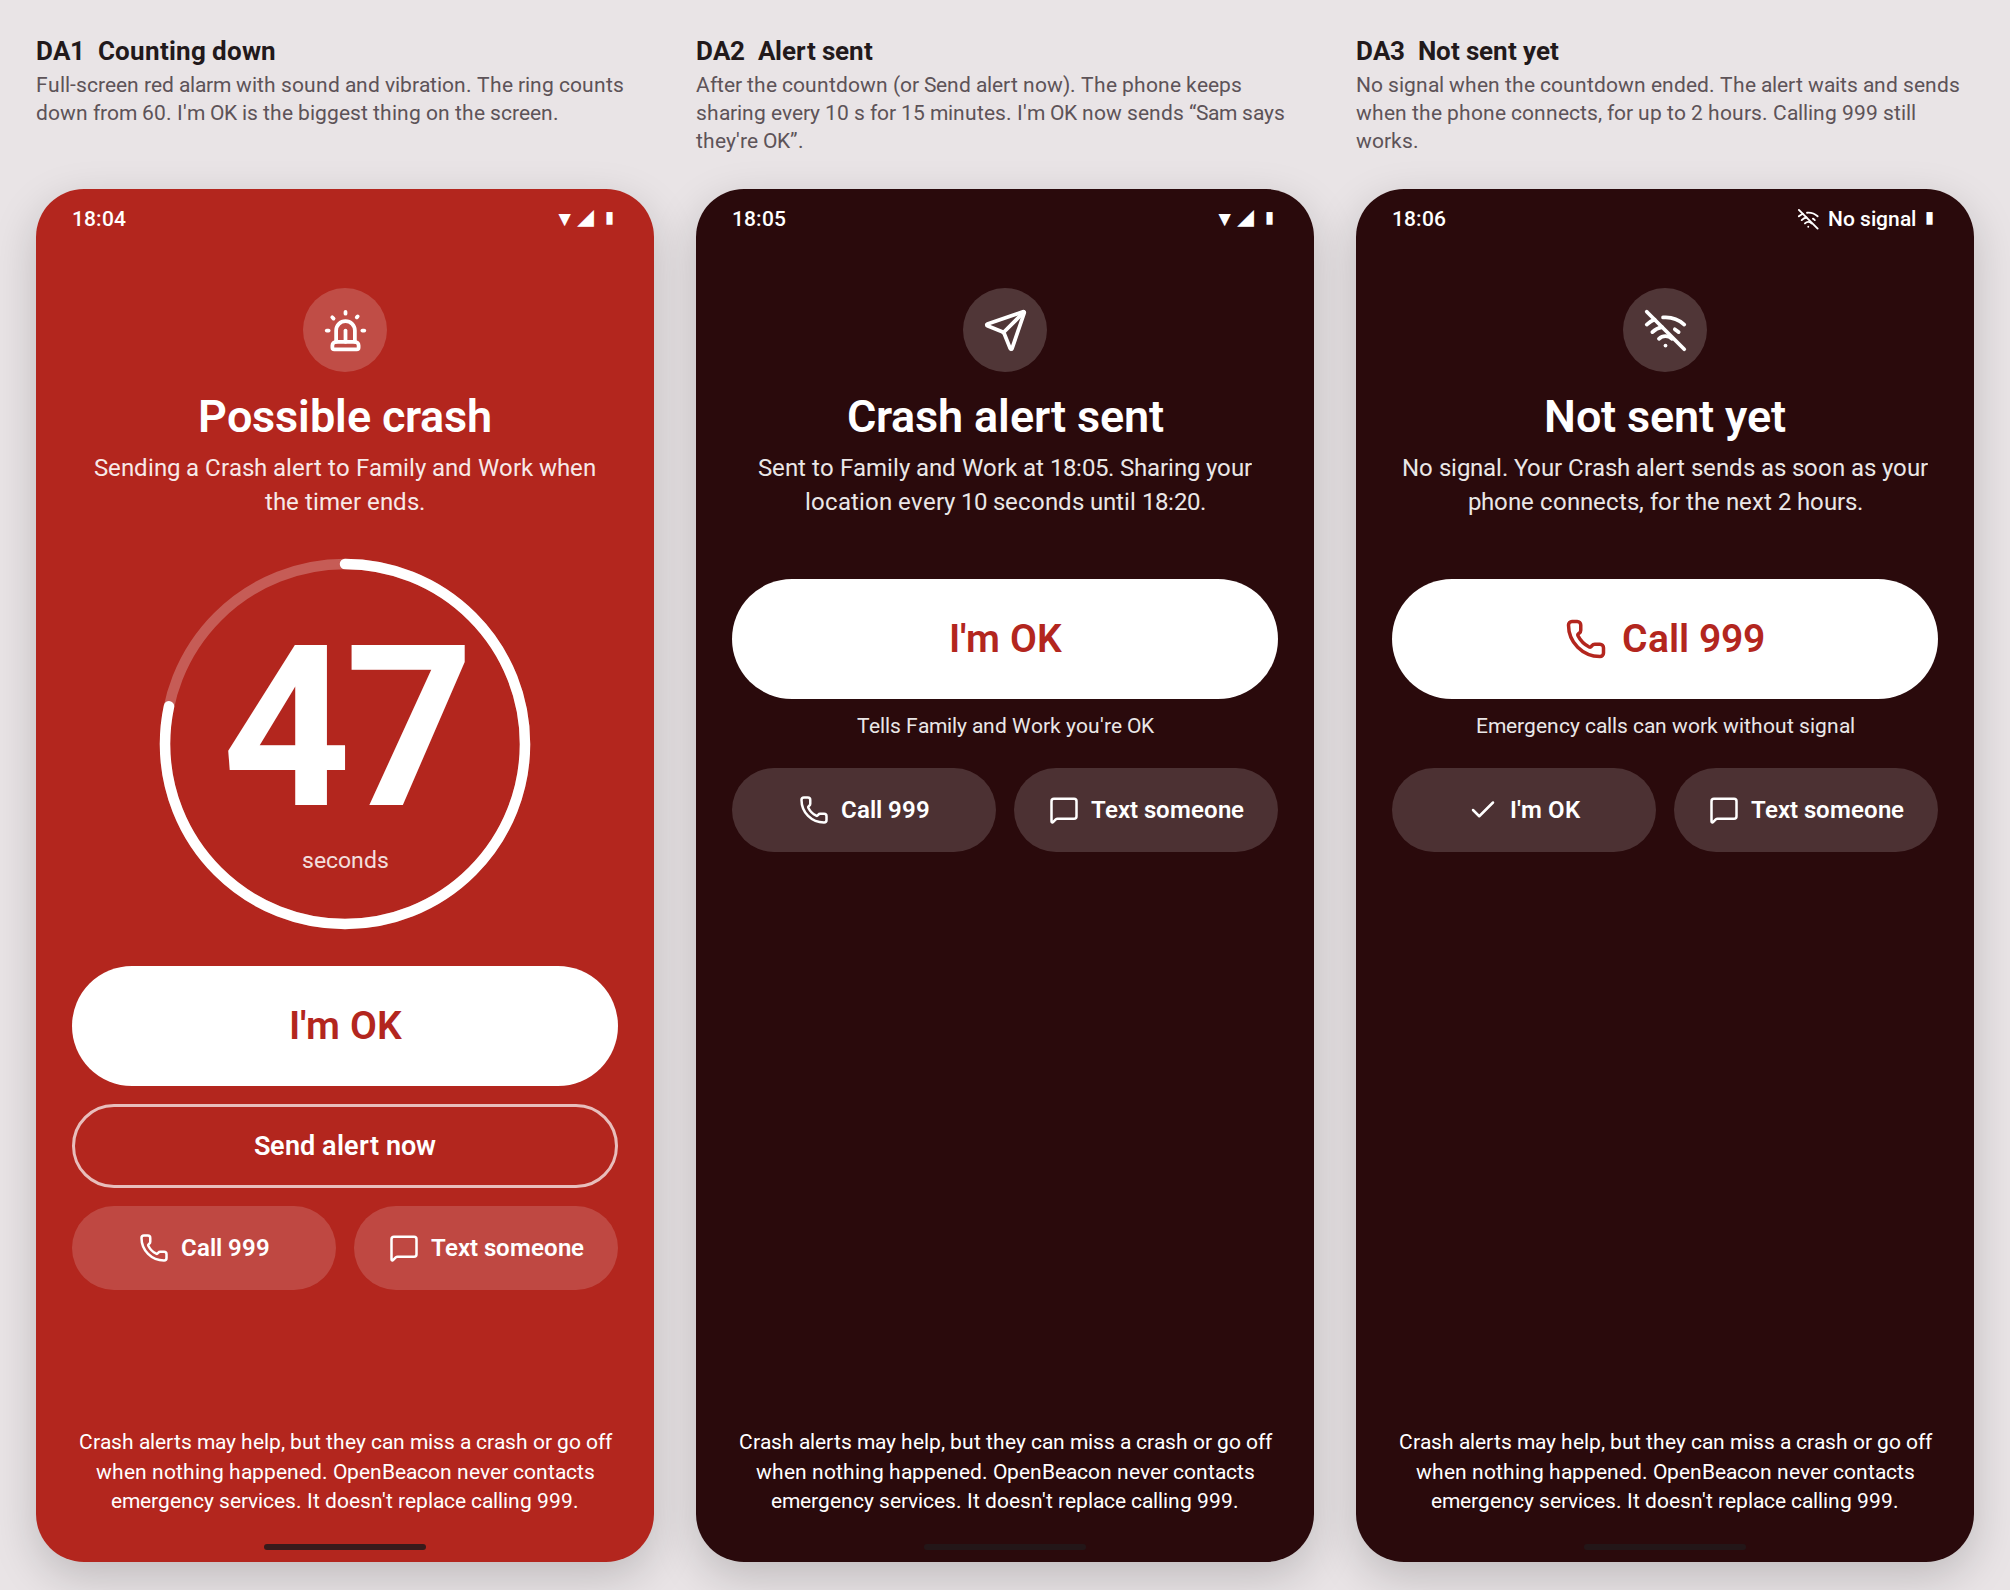 DA1 Counting down
Full-screen red alarm with sound and vibration. The ring counts
down from 60. I'm OK is the biggest thing on the screen.
18:04
Possible crash
Sending a Crash alert to Family and Work when
the timer ends.
47
seconds
I'm OK
Send alert now
Call 999
Text someone
Crash alerts may help, but they can miss a crash or go off
when nothing happened. OpenBeacon never contacts
emergency services. It doesn't replace calling 999.
DA2 Alert sent
After the countdown (or Send alert now). The phone keeps
sharing every 10 s for 15 minutes. I'm OK now sends “Sam says
they're OK”.
18:05
Crash alert sent
Sent to Family and Work at 18:05. Sharing your
location every 10 seconds until 18:20.
I'm OK
Tells Family and Work you're OK
Call 999
Text someone
Crash alerts may help, but they can miss a crash or go off
when nothing happened. OpenBeacon never contacts
emergency services. It doesn't replace calling 999.
DA3 Not sent yet
No signal when the countdown ended. The alert waits and sends
when the phone connects, for up to 2 hours. Calling 999 still
works.
18:06
No signal
Not sent yet
No signal. Your Crash alert sends as soon as your
phone connects, for the next 2 hours.
Call 999
Emergency calls can work without signal
I'm OK
Text someone
Crash alerts may help, but they can miss a crash or go off
when nothing happened. OpenBeacon never contacts
emergency services. It doesn't replace calling 999.